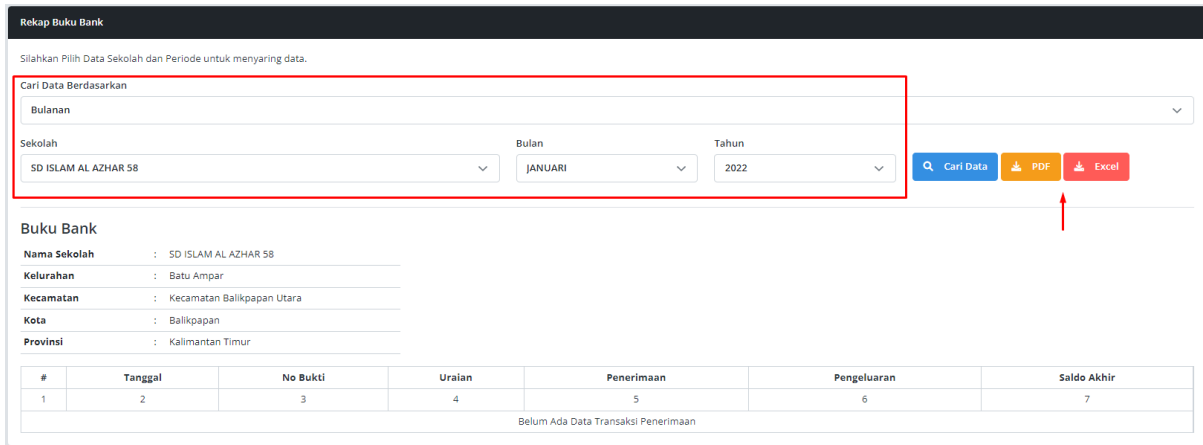 Rekap Buku Bank
Silahkan Pilih Data Sekolah dan Periode untuk menyaring data.
Cari Data Berdasarkan
Bulanan
Sekolah Bulan Tahun
SD ISLAM AL AZHAR 58 JANUARI 2022 Cari Data PDF Excel
Buku Bank
Nama Sekolah : SD ISLAM AL AZHAR 58
Kelurahan : Batu Ampar
Kecamatan : Kecamatan Balikpapan Utara
Kota : Balikpapan
Provinsi : Kalimantan Timur
# Tanggal No Bukti Uraian Penerimaan Pengeluaran Saldo Akhir
1 2 3 4 5 6 7
Belum Ada Data Transaksi Penerimaan